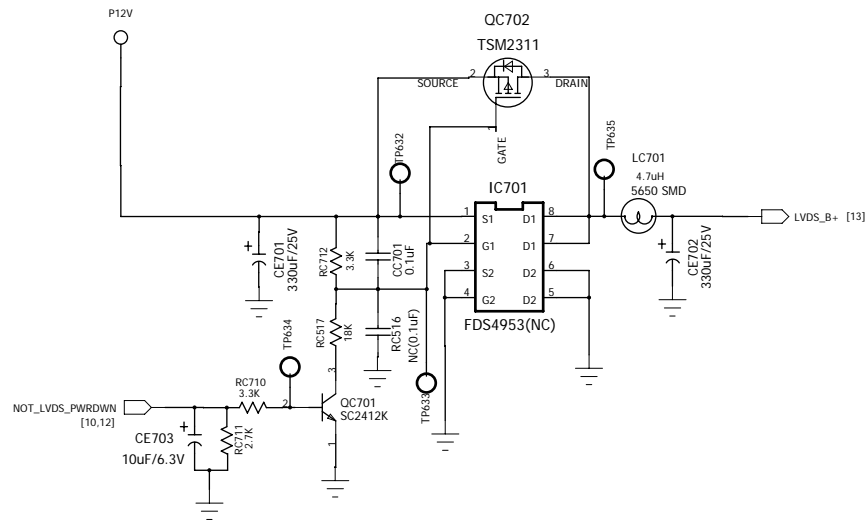 P12V
QC702
TSM2311
2
SOURCE
3
DRAIN
1
GATE
TP632
TP635
LC701
4.7uH
5650 SMD
IC701
1 S1 D1 8
2 G1 D1 7
3 S2 D2 6
4 G2 D2 5
FDS4953(NC)
LVDS_B+ [13]
+
CE701
330uF/25V
RC712
3.3K
CC701
0.1uF
+
CE702
330uF/25V
RC517
18K
RC516
NC(0.1uF)
TP634
TP633
NOT_LVDS_PWRDWN
[10,12]
RC710
3.3K
2
3
QC701
SC2412K
1
+
CE703
10uF/6.3V
RC711
2.7K